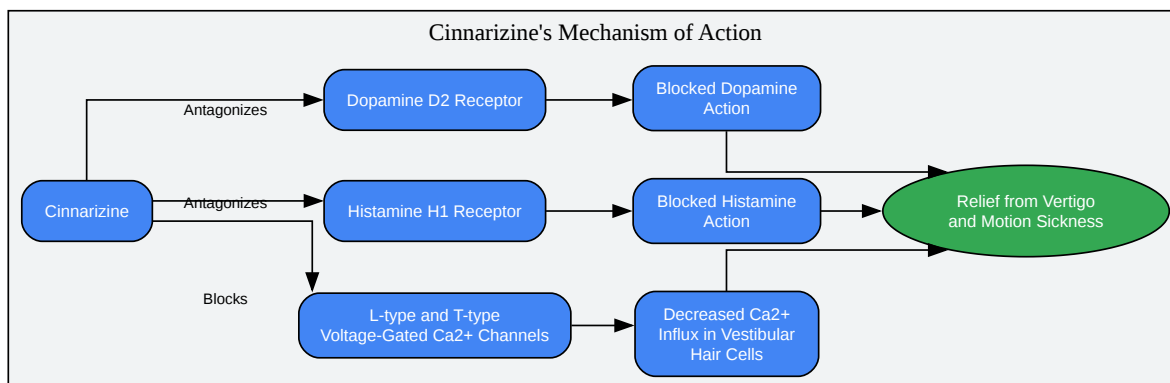 Cinnarizine's Mechanism of Action
Antagonizes
Dopamine D2 Receptor
Blocked Dopamine
Action
Cinnarizine
Antagonizes
Histamine H1 Receptor
Blocked Histamine
Action
Relief from Vertigo
and Motion Sickness
Blocks
L-type and T-type
Voltage-Gated Ca2+ Channels
Decreased Ca2+
Influx in Vestibular
Hair Cells